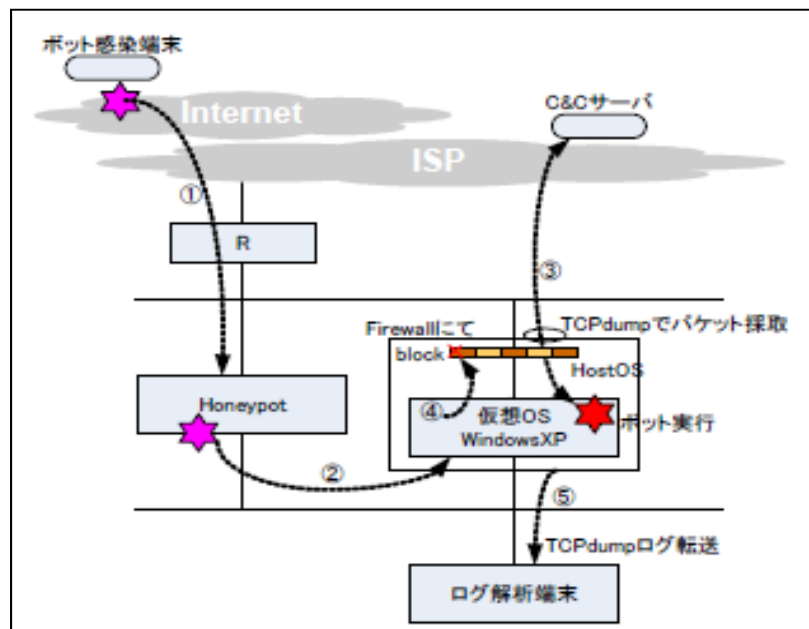 ボット感染端末
Internet
C&Cサーバ
ISP
①
R
③
Firewallにて
TCPdumpでパケット採取
block
HostOS
Honeypot
④
仮想OS
WindowsXP
ボット実行
②
⑤
TCPdumpログ転送
ログ解析端末